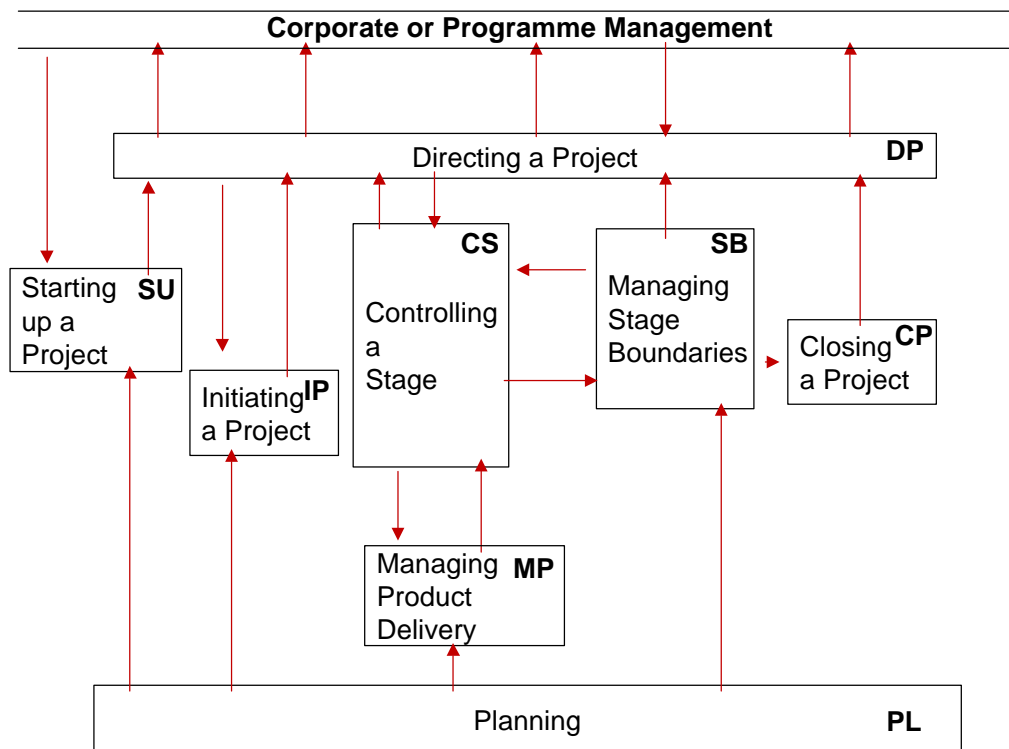 Corporate or Programme Management
Directing a Project
DP
CS
SB
Starting
up a
Project
SU
Controlling
a
Stage
Managing
Stage
Boundaries
Closing
a Project
CP
Initiating
a Project
IP
Managing
Product
Delivery
MP
Planning
PL